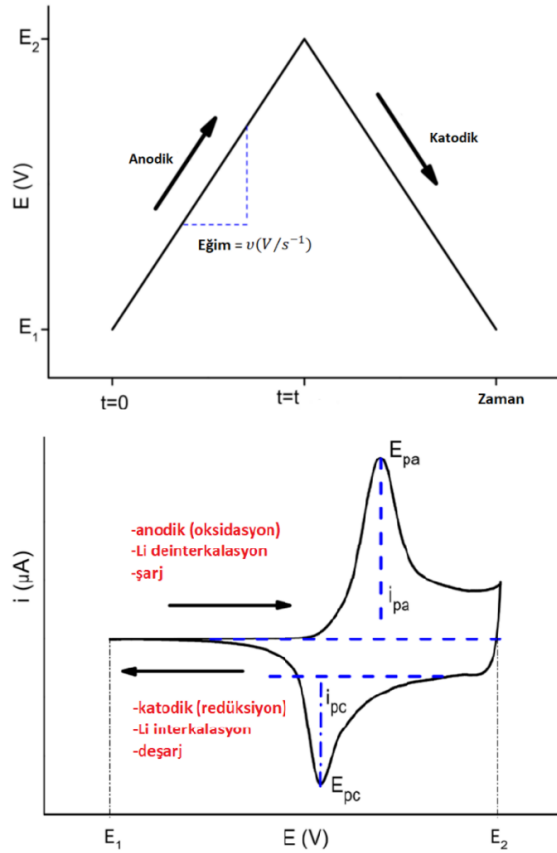 E₂
Anodik
Katodik
E (V)
Eğim = υ(V/s⁻¹)
E₁
t=0
t=t
Zaman
Eₚₐ
-anodik (oksidasyon)
-Li deinterkalasyon
-şarj
i (µA)
iₚₐ
-katodik (redüksiyon)
-Li interkalasyon
-deşarj
iₚc
Eₚc
E₁
E (V)
E₂